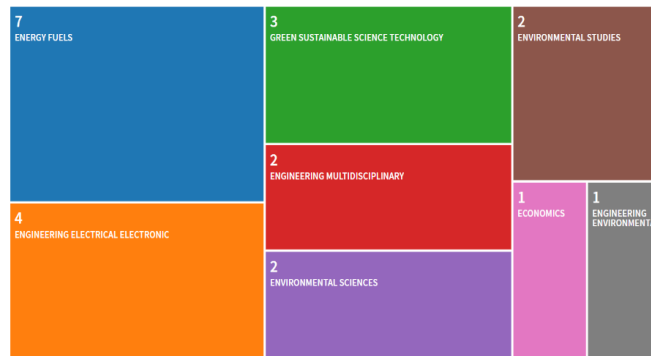 7
ENERGY FUELS
4
ENGINEERING ELECTRICAL ELECTRONIC
3
GREEN SUSTAINABLE SCIENCE TECHNOLOGY
2
ENGINEERING MULTIDISCIPLINARY
2
ENVIRONMENTAL SCIENCES
2
ENVIRONMENTAL STUDIES
1
ECONOMICS
1
ENGINEERING